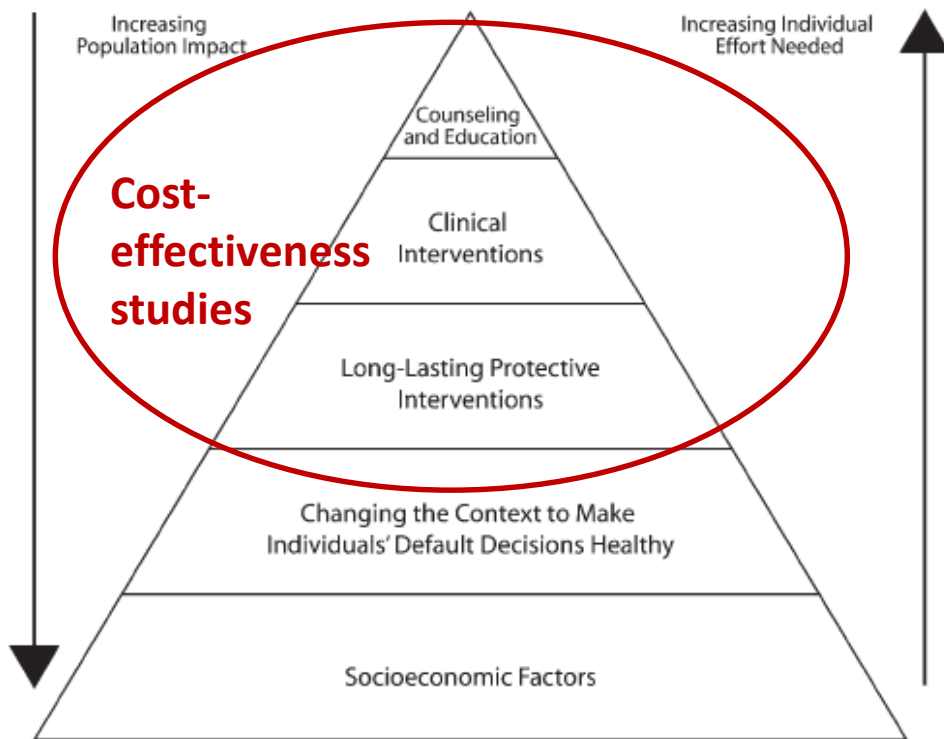 Increasing
Population Impact
Increasing Individual
Effort Needed
Counseling
and Education
Cost-
effectiveness
studies
Clinical
Interventions
Long-Lasting Protective
Interventions
Changing the Context to Make
Individuals' Default Decisions Healthy
Socioeconomic Factors